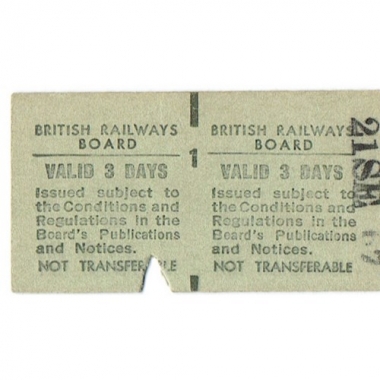 BRITISH RAILWAYS
BOARD
VALID 3 DAYS
Issued subject to
the Conditions and
Regulations in the
Board's Publications
and Notices.
NOT TRANSFERABLE
1
BRITISH RAILWAYS
BOARD
VALID 3 DAYS
Issued subject to
the Conditions and
Regulations in the
Board's Publications
and Notices.
NOT TRANSFERABLE
21SE 67